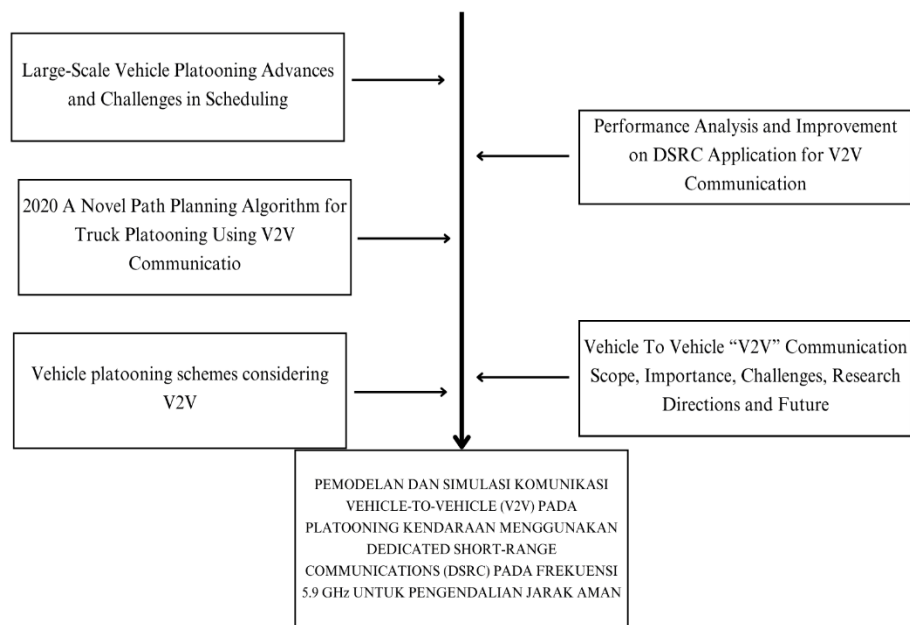 Large-Scale Vehicle Platooning Advances
and Challenges in Scheduling
Performance Analysis and Improvement
on DSRC Application for V2V
Communication
2020 A Novel Path Planning Algorithm for
Truck Platooning Using V2V
Communicatio
Vehicle platooning schemes considering
V2V
Vehicle To Vehicle “V2V” Communication
Scope, Importance, Challenges, Research
Directions and Future
PEMODELAN DAN SIMULASI KOMUNIKASI
VEHICLE-TO-VEHICLE (V2V) PADA
PLATOONING KENDARAAN MENGGUNAKAN
DEDICATED SHORT-RANGE
COMMUNICATIONS (DSRC) PADA FREKUENSI
5.9 GHz UNTUK PENGENDALIAN JARAK AMAN